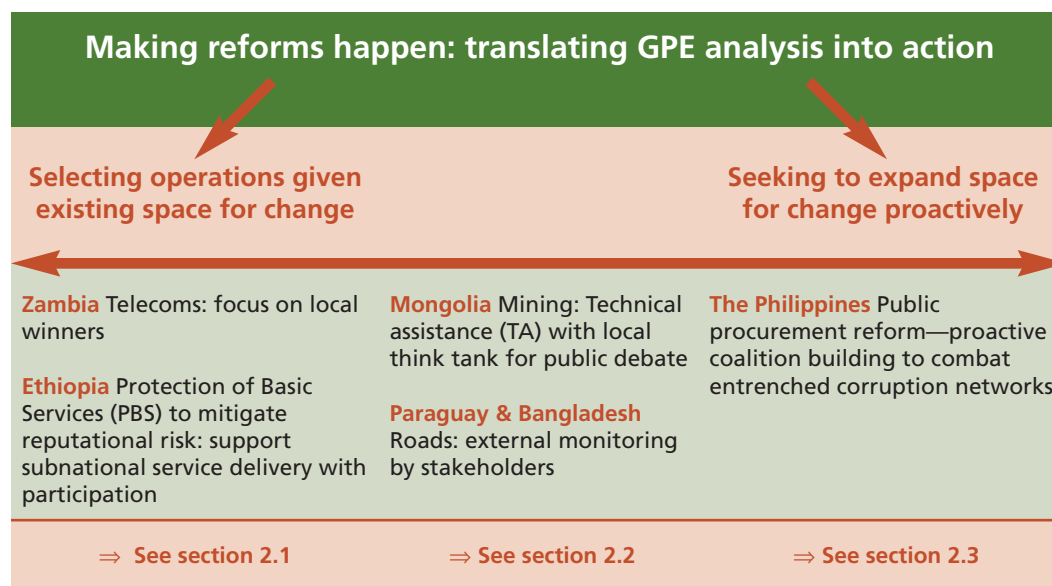 Making reforms happen: translating GPE analysis into action
Selecting operations given
existing space for change
Seeking to expand space
for change proactively
Zambia Telecoms: focus on local
winners
Ethiopia Protection of Basic
Services (PBS) to mitigate
reputational risk: support
subnational service delivery with
participation
Mongolia Mining: Technical
assistance (TA) with local
think tank for public debate
Paraguay & Bangladesh
Roads: external monitoring
by stakeholders
The Philippines Public
procurement reform—proactive
coalition building to combat
entrenched corruption networks
⇒ See section 2.1
⇒ See section 2.2
⇒ See section 2.3